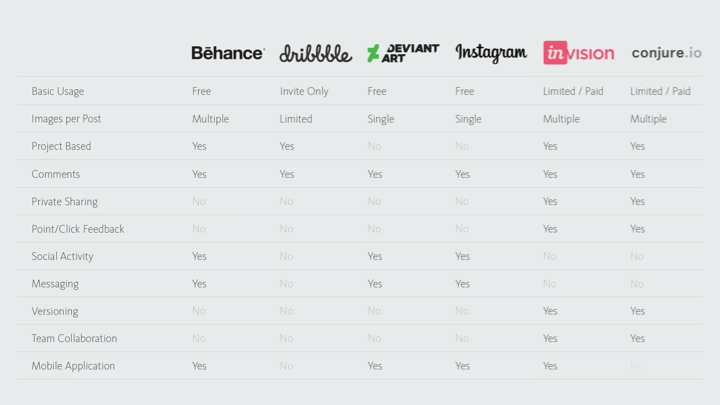 Bēhance dribbble DEVIANT ART Instagram invision conjure.io
Basic Usage Free Invite Only Free Free Limited / Paid Limited / Paid
Images per Post Multiple Limited Single Single Multiple Multiple
Project Based Yes Yes No No Yes Yes
Comments Yes Yes Yes Yes Yes Yes
Private Sharing No No No No Yes Yes
Point/Click Feedback No No No No Yes Yes
Social Activity Yes No Yes Yes No No
Messaging Yes No Yes Yes No No
Versioning No No No No Yes Yes
Team Collaboration No No No No Yes Yes
Mobile Application Yes No Yes Yes Yes No